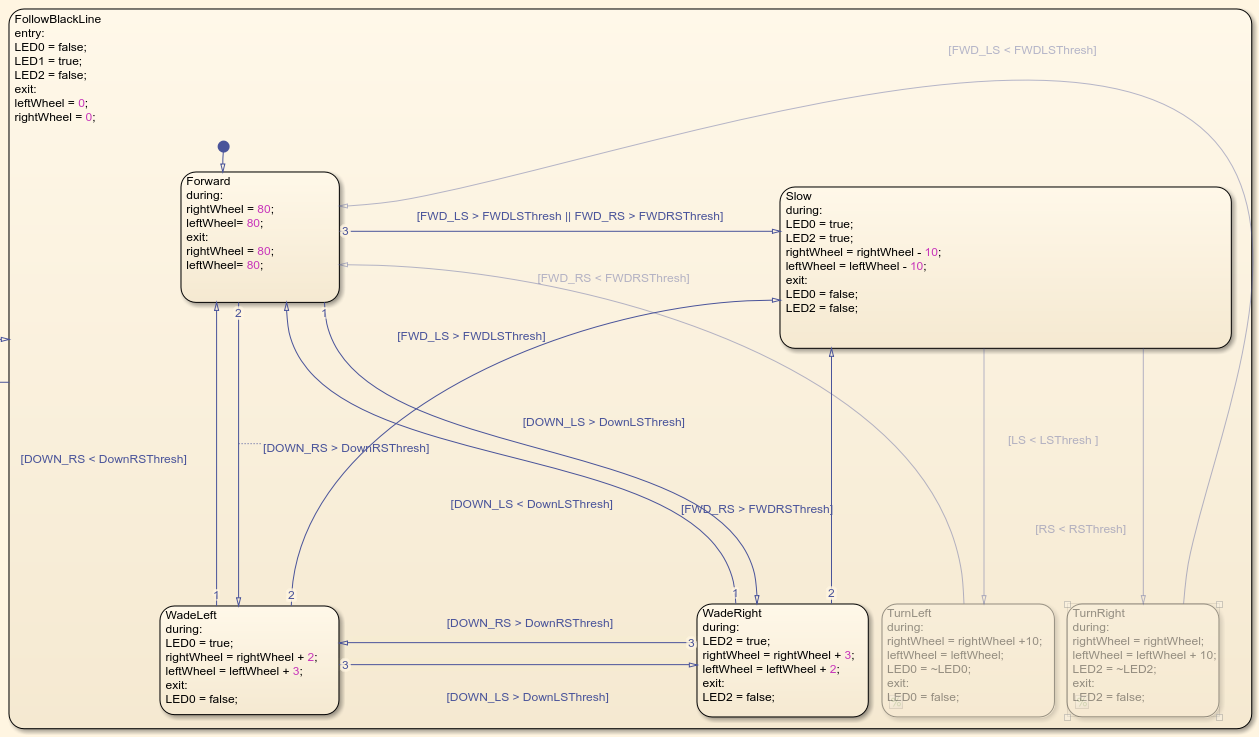 FollowBlackLine
entry:
LED0 = false;
LED1 = true;
LED2 = false;
exit:
leftWheel = 0;
rightWheel = 0;
[FWD_LS < FWDLSThresh]
Forward
during:
rightWheel = 80;
leftWheel= 80;
exit:
rightWheel = 80;
leftWheel= 80;
3
[FWD_LS > FWDLSThresh || FWD_RS > FWDRSThresh]
Slow
during:
LED0 = true;
LED2 = true;
rightWheel = rightWheel - 10;
leftWheel = leftWheel - 10;
exit:
LED0 = false;
LED2 = false;
[FWD_RS < FWDRSThresh]
2
1
[FWD_LS > FWDLSThresh]
[DOWN_LS > DownLSThresh]
[LS < LSThresh ]
[DOWN_RS > DownRSThresh]
[DOWN_RS < DownRSThresh]
[DOWN_LS < DownLSThresh]
[FWD_RS > FWDRSThresh]
[RS < RSThresh]
1
2
1
2
WadeLeft
during:
LED0 = true;
rightWheel = rightWheel + 2;
leftWheel = leftWheel + 3;
exit:
LED0 = false;
[DOWN_RS > DownRSThresh]
3
3
[DOWN_LS > DownLSThresh]
WadeRight
during:
LED2 = true;
rightWheel = rightWheel + 3;
leftWheel = leftWheel + 2;
exit:
LED2 = false;
TurnLeft
during:
rightWheel = rightWheel +10;
leftWheel = leftWheel;
LED0 = ~LED0;
exit:
LED0 = false;
TurnRight
during:
rightWheel = rightWheel;
leftWheel = leftWheel + 10;
LED2 = ~LED2;
exit:
LED2 = false;